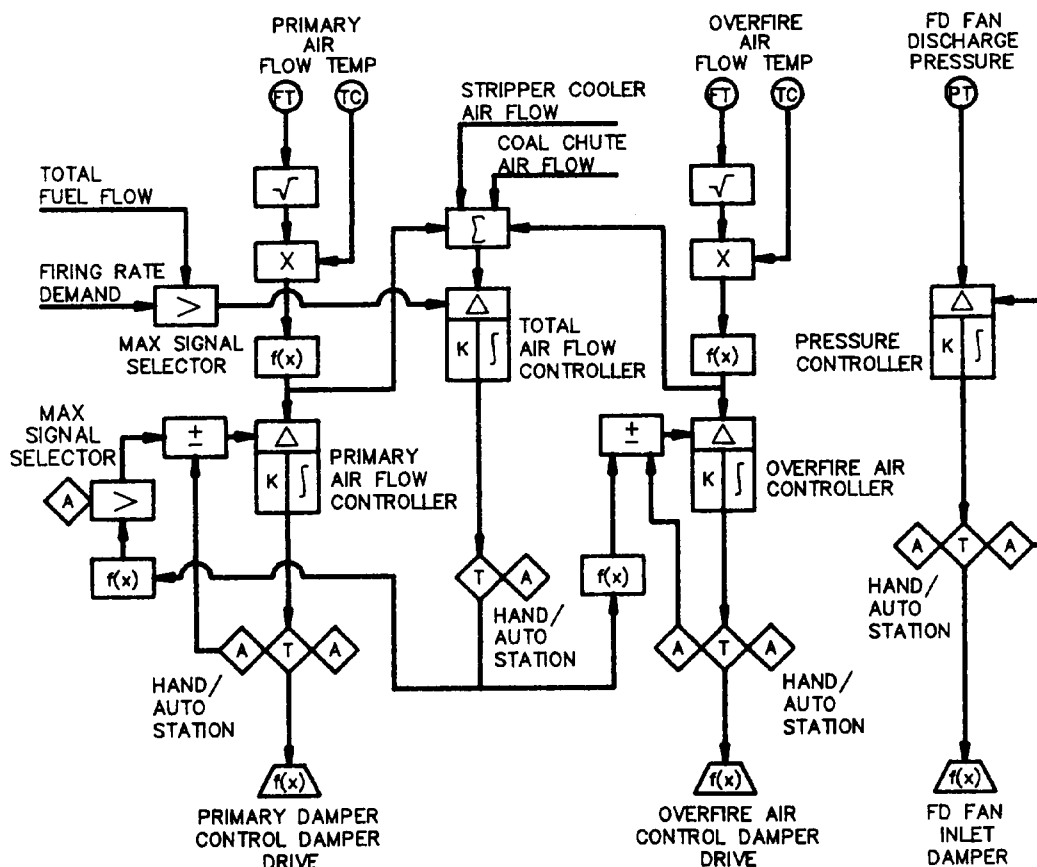 PRIMARY
AIR
FLOW TEMP
FT
TC
OVERFIRE
AIR
FLOW TEMP
FT
TC
FD FAN
DISCHARGE
PRESSURE
PT
STRIPPER COOLER
AIR FLOW
COAL CHUTE
AIR FLOW
TOTAL
FUEL FLOW
√
√
Σ
X
X
FIRING RATE
DEMAND
>
MAX SIGNAL
SELECTOR
f(x)
Δ
K ∫
TOTAL
AIR FLOW
CONTROLLER
f(x)
PRESSURE
CONTROLLER
Δ
K ∫
MAX
SIGNAL
SELECTOR
±
Δ
K ∫
PRIMARY
AIR FLOW
CONTROLLER
±
Δ
K ∫
OVERFIRE AIR
CONTROLLER
A
>
f(x)
T A
HAND/
AUTO
STATION
f(x)
A T A
HAND/
AUTO
STATION
A T A
HAND/
AUTO
STATION
A T A
HAND/
AUTO
STATION
f(x)
PRIMARY DAMPER
CONTROL DAMPER
DRIVE
f(x)
OVERFIRE AIR
CONTROL DAMPER
DRIVE
f(x)
FD FAN
INLET
DAMPER